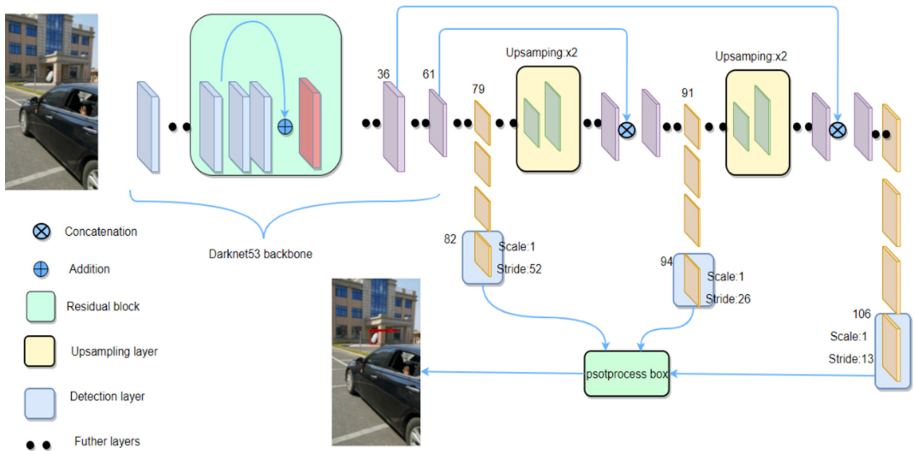 Upsamping:x2
Upsamping:x2
36
61
79
91
Darknet53 backbone
82
Scale:1
Stride:52
94
Scale:1
Stride:26
106
Scale:1
Stride:13
Concatenation
Addition
Residual block
Upsampling layer
Detection layer
Futher layers
psotprocess box